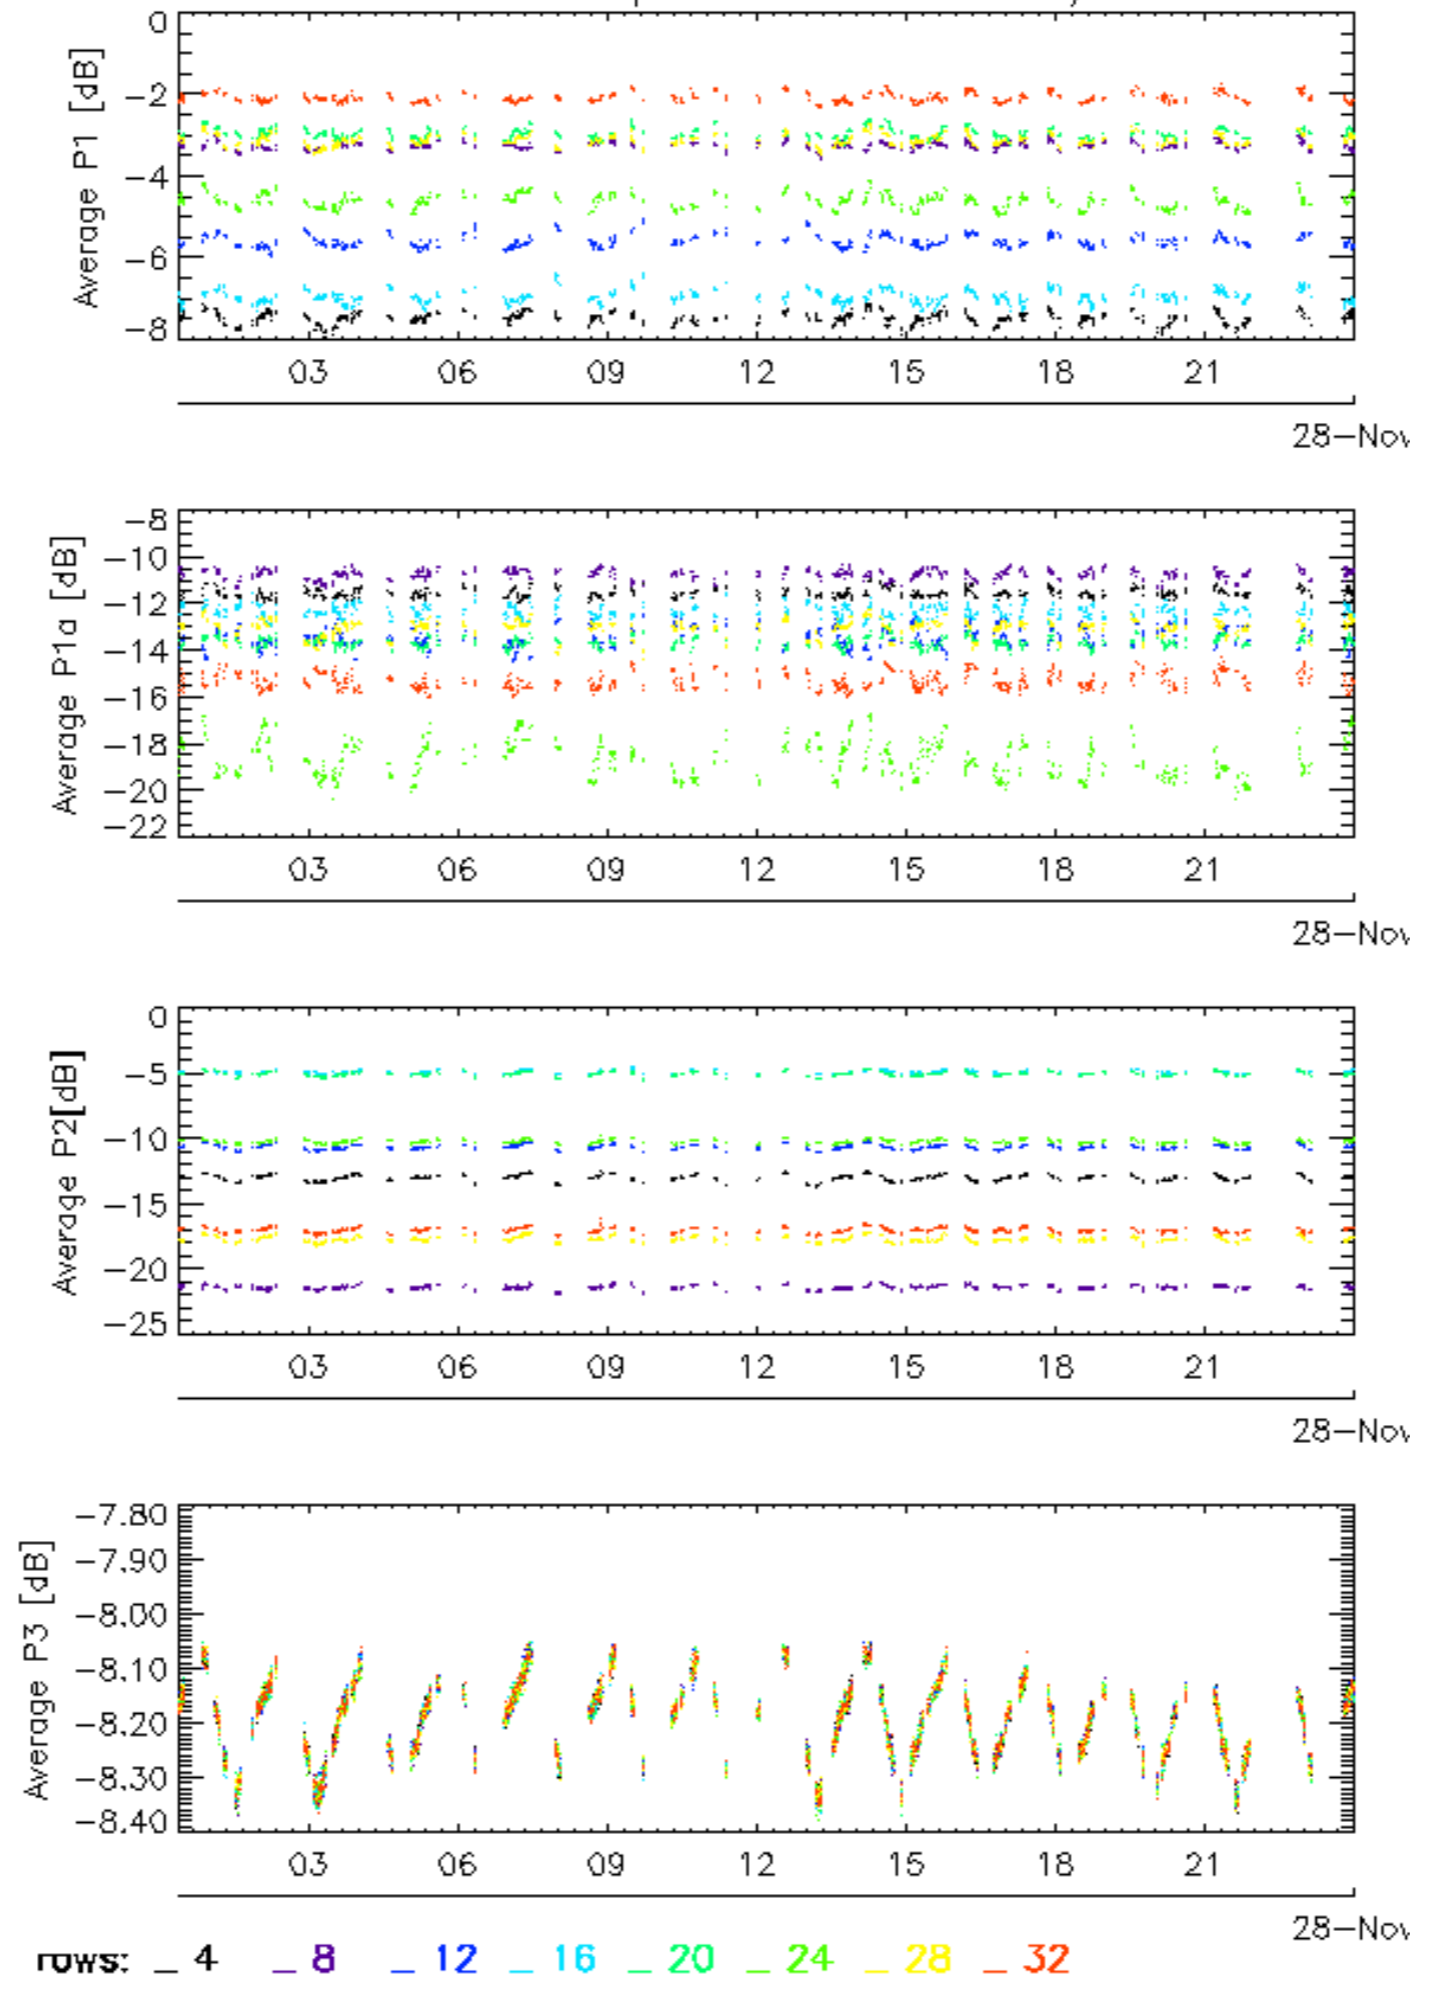 0
−2
−4
−6
−8
Average P1 [dB]
03 06 09 12 15 18 21
28−Nov
−8
−10
−12
−14
−16
−18
−20
−22
Average P1a [dB]
03 06 09 12 15 18 21
28−Nov
0
−5
−10
−15
−20
−25
Average P2[dB]
03 06 09 12 15 18 21
28−Nov
−7.80
−7.90
−8.00
−8.10
−8.20
−8.30
−8.40
Average P3 [dB]
03 06 09 12 15 18 21
28−Nov
rows: _ 4 _ 8 _ 12 _ 16 _ 20 _ 24 _ 28 _ 32